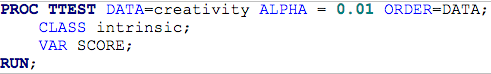 PROC TTEST DATA=creativity ALPHA = 0.01 ORDER=DATA;
CLASS intrinsic;
VAR SCORE;
RUN;